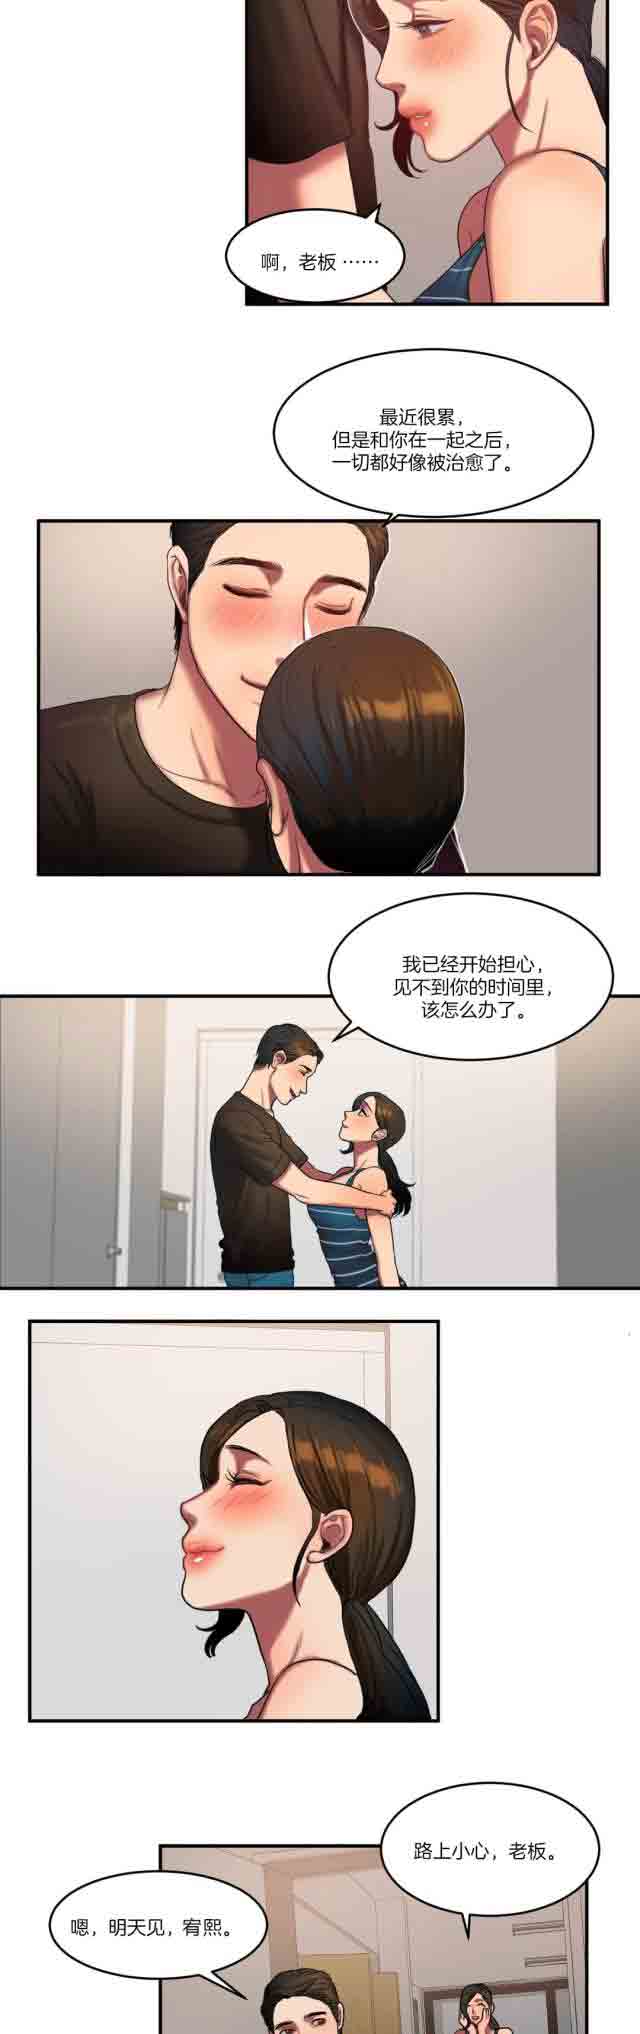 啊，老板 ……
最近很累，
但是和你在一起之后，
一切都好像被治愈了。
我已经开始担心，
见不到你的时间里，
该怎么办了。
路上小心，老板。
嗯，明天见，宥熙。